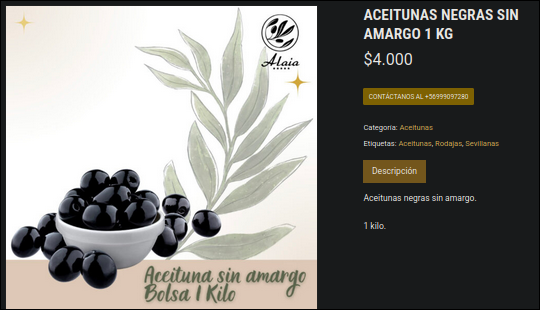 Alaia
Aceituna sin amargo
Bolsa 1 Kilo
ACEITUNAS NEGRAS SIN
AMARGO 1 KG
$4.000
CONTÁCTANOS AL +56999097280
Categoría: Aceitunas
Etiquetas: Aceitunas, Rodajas, Sevillanas
Descripción
Aceitunas negras sin amargo.
1 kilo.